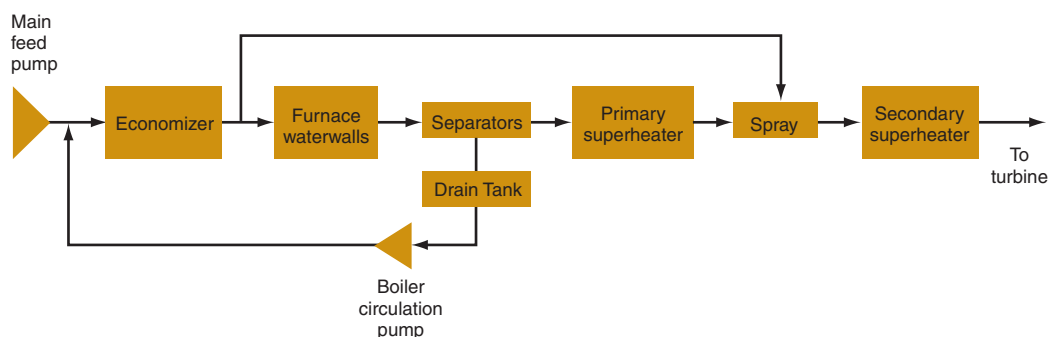 Main
feed
pump
Economizer
Furnace
waterwalls
Separators
Primary
superheater
Spray
Secondary
superheater
To
turbine
Drain Tank
Boiler
circulation
pump